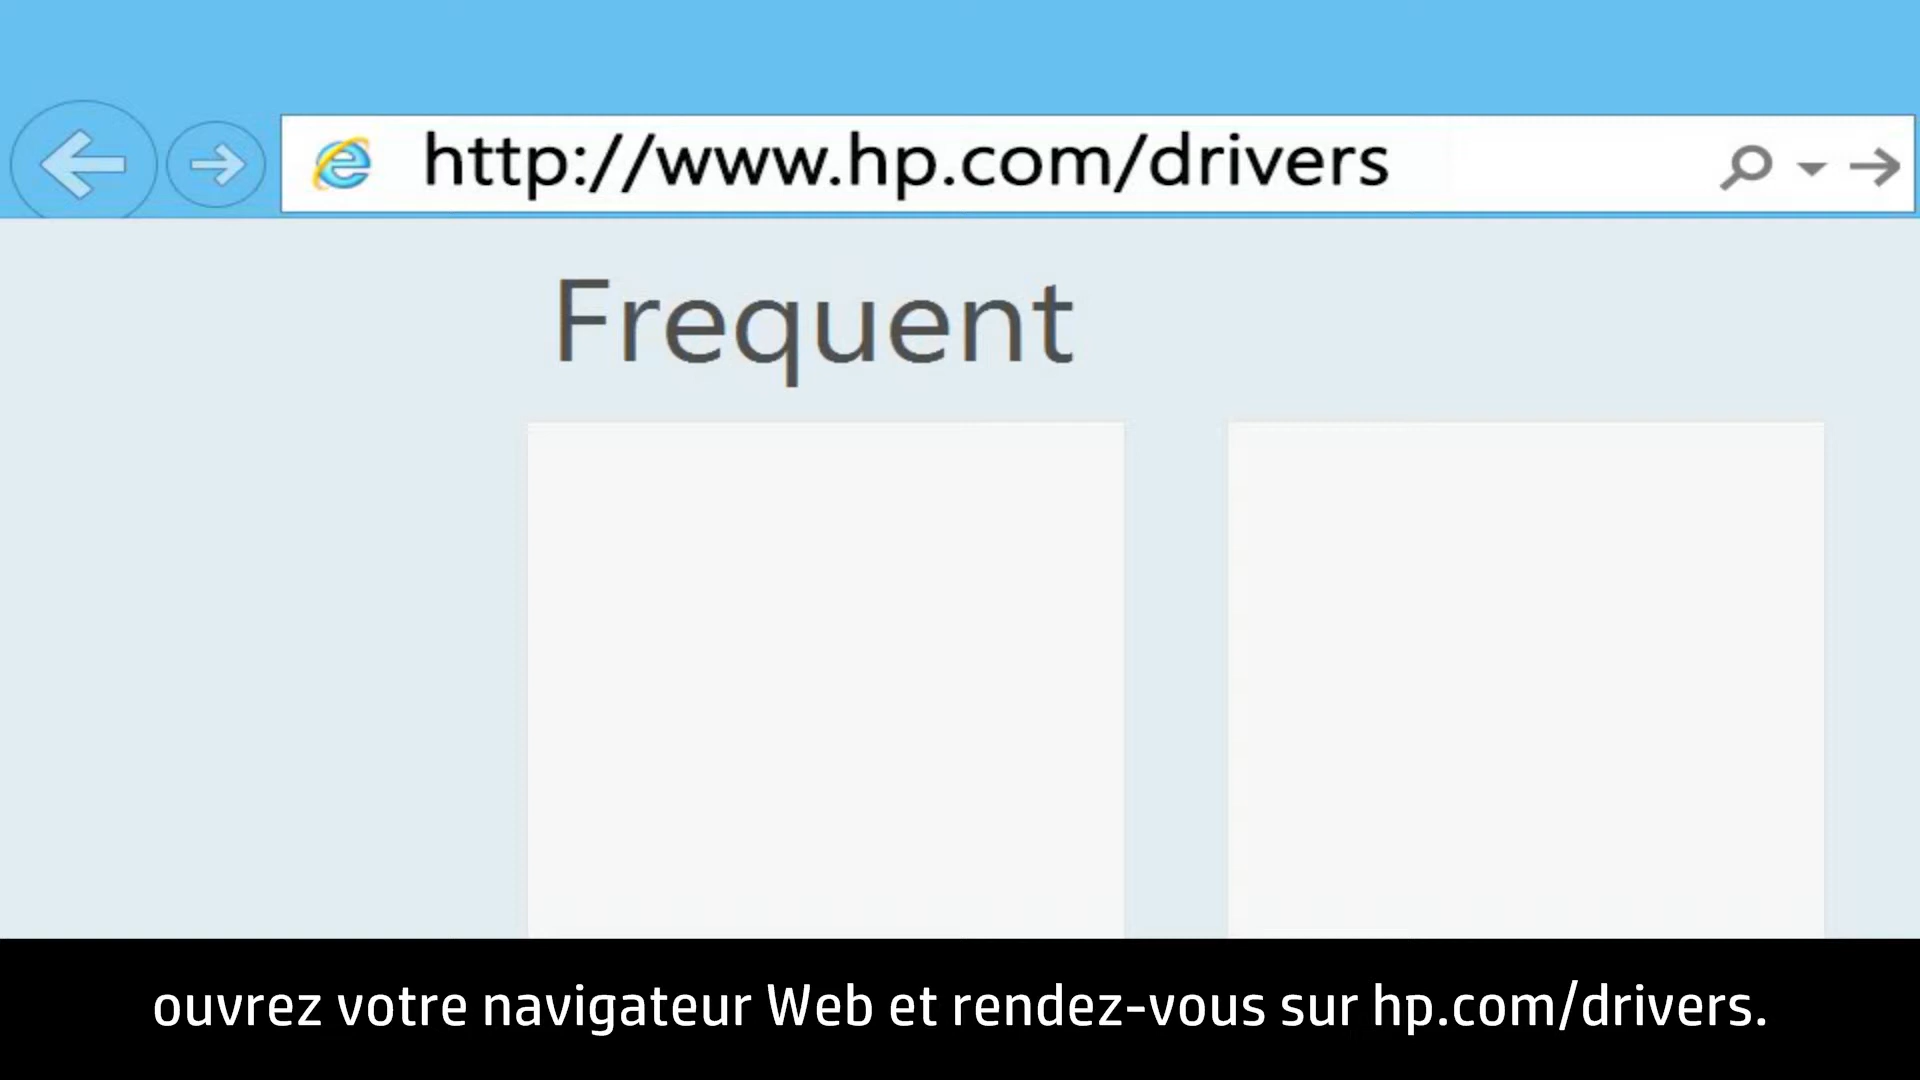 http://www.hp.com/drivers
Frequent
ouvrez votre navigateur Web et rendez-vous sur hp.com/drivers.